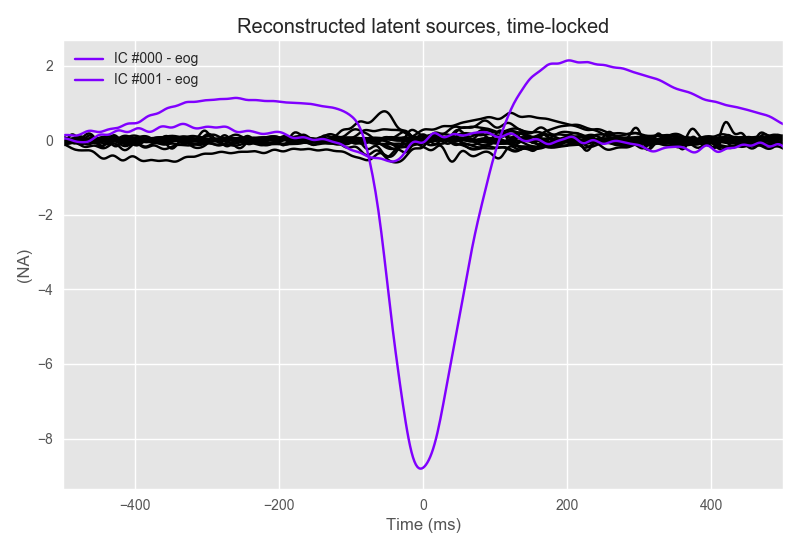 Reconstructed latent sources, time-locked
IC #000 - eog
IC #001 - eog
2
0
−2
−4
−6
−8
(NA)
−400
−200
0
200
400
Time (ms)